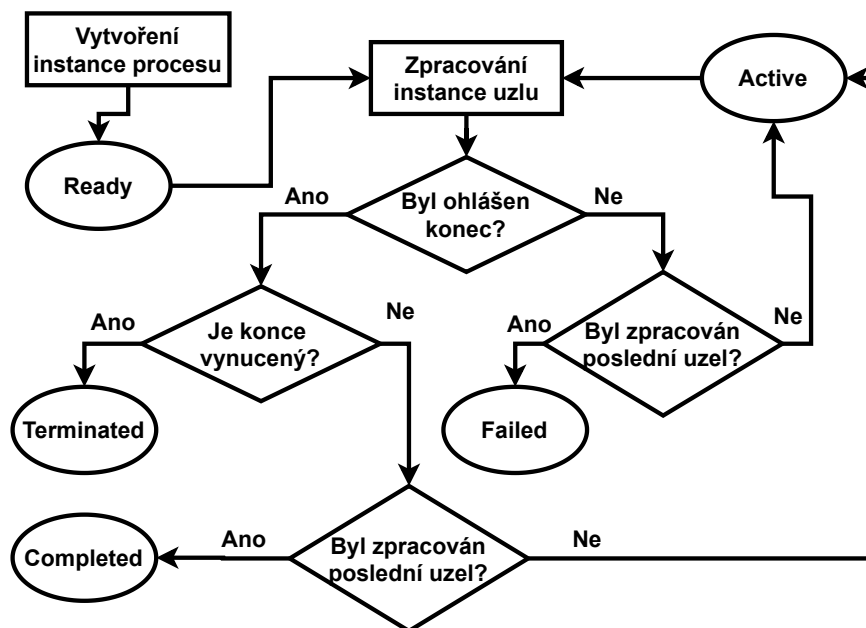 Vytvoření
instance procesu
Zpracování
instance uzlu
Active
Ready
Ano
Byl ohlášen
konec?
Ne
Ano
Je konce
vynucený?
Ne
Ano
Byl zpracován
poslední uzel?
Ne
Terminated
Failed
Completed
Ano
Byl zpracován
poslední uzel?
Ne